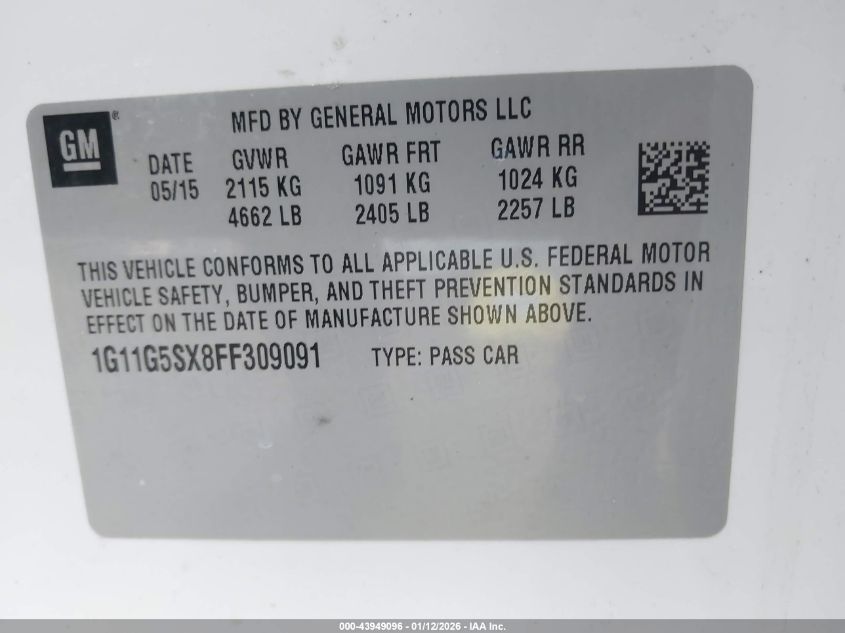 GM ®
MFD BY GENERAL MOTORS LLC
DATE GVWR GAWR FRT GAWR RR
05/15 2115 KG 1091 KG 1024 KG
4662 LB 2405 LB 2257 LB
THIS VEHICLE CONFORMS TO ALL APPLICABLE U.S. FEDERAL MOTOR
VEHICLE SAFETY, BUMPER, AND THEFT PREVENTION STANDARDS IN
EFFECT ON THE DATE OF MANUFACTURE SHOWN ABOVE.
1G11G5SX8FF309091 TYPE: PASS CAR
000-43949096 - 01/12/2026 - IAA Inc.